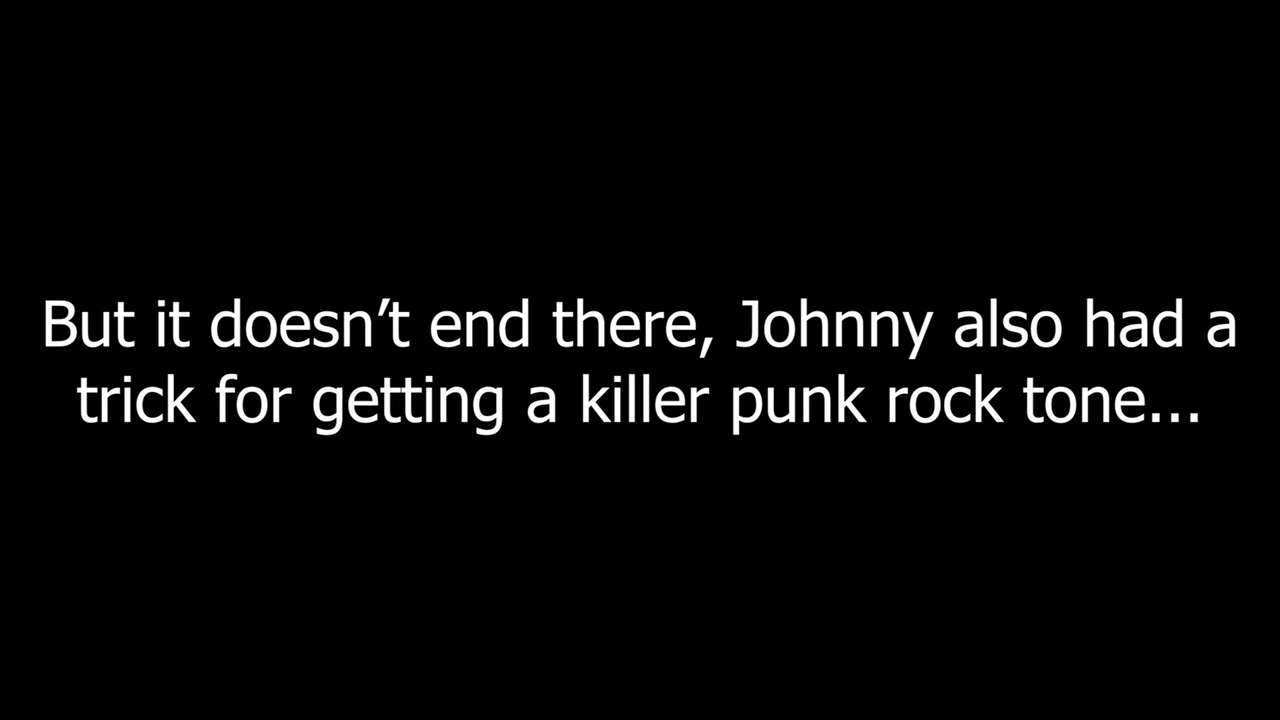 But it doesn’t end there, Johnny also had a
trick for getting a killer punk rock tone...